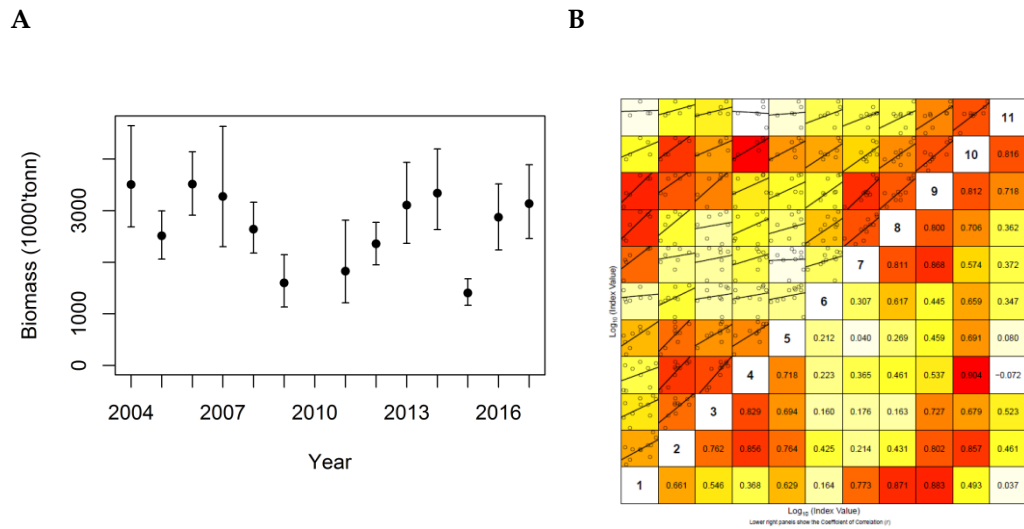 A
B
Biomass (1000'tonn)
3000
1000
0
2004 2007 2010 2013 2016
Year
Log10 (Index Value)
11
10 0.816
9 0.812 0.718
8 0.800 0.706 0.362
7 0.811 0.868 0.574 0.372
6 0.307 0.617 0.445 0.659 0.347
5 0.212 0.040 0.269 0.459 0.691 0.080
4 0.718 0.223 0.365 0.461 0.537 0.904 −0.072
3 0.829 0.694 0.160 0.176 0.163 0.727 0.679 0.523
2 0.762 0.856 0.764 0.425 0.214 0.431 0.802 0.857 0.461
1 0.661 0.546 0.368 0.629 0.164 0.773 0.871 0.883 0.493 0.037
Log10 (Index Value)
Lower right panels show the Coefficient of Correlation (r)